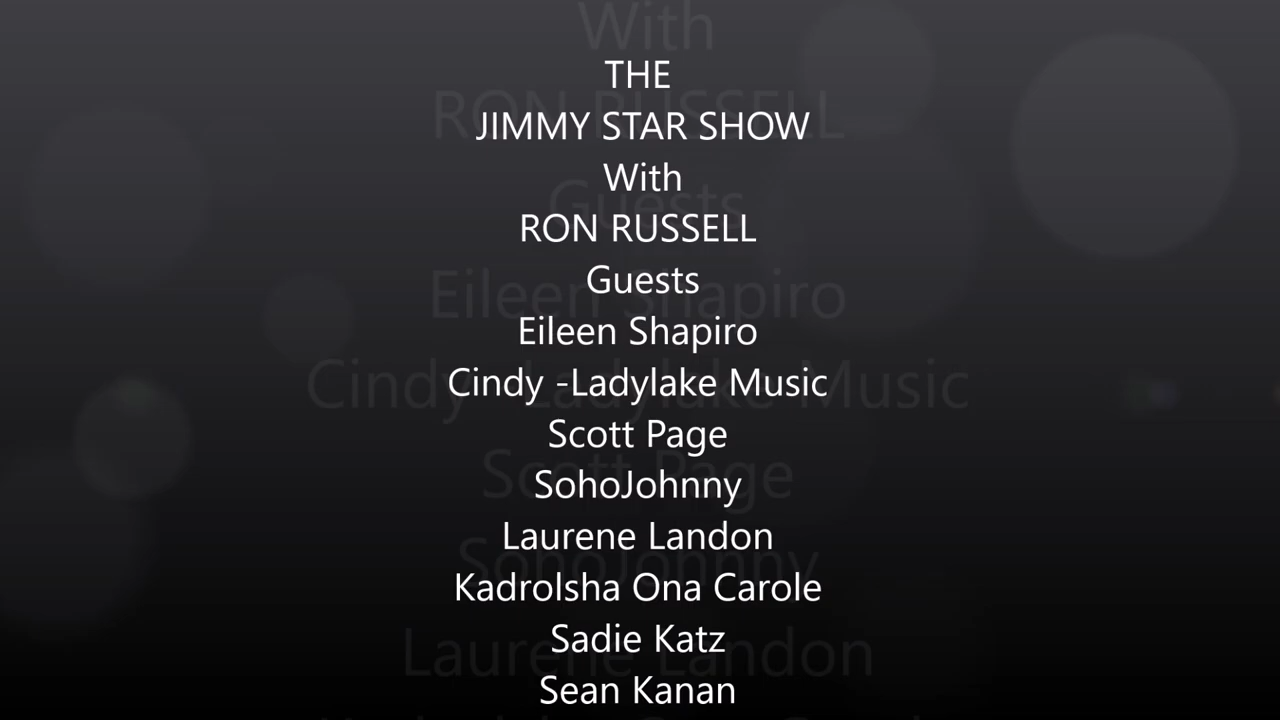 THE
JIMMY STAR SHOW
With
RON RUSSELL
Guests
Eileen Shapiro
Cindy -Ladylake Music
Scott Page
SohoJohnny
Laurene Landon
Kadrolsha Ona Carole
Sadie Katz
Sean Kanan